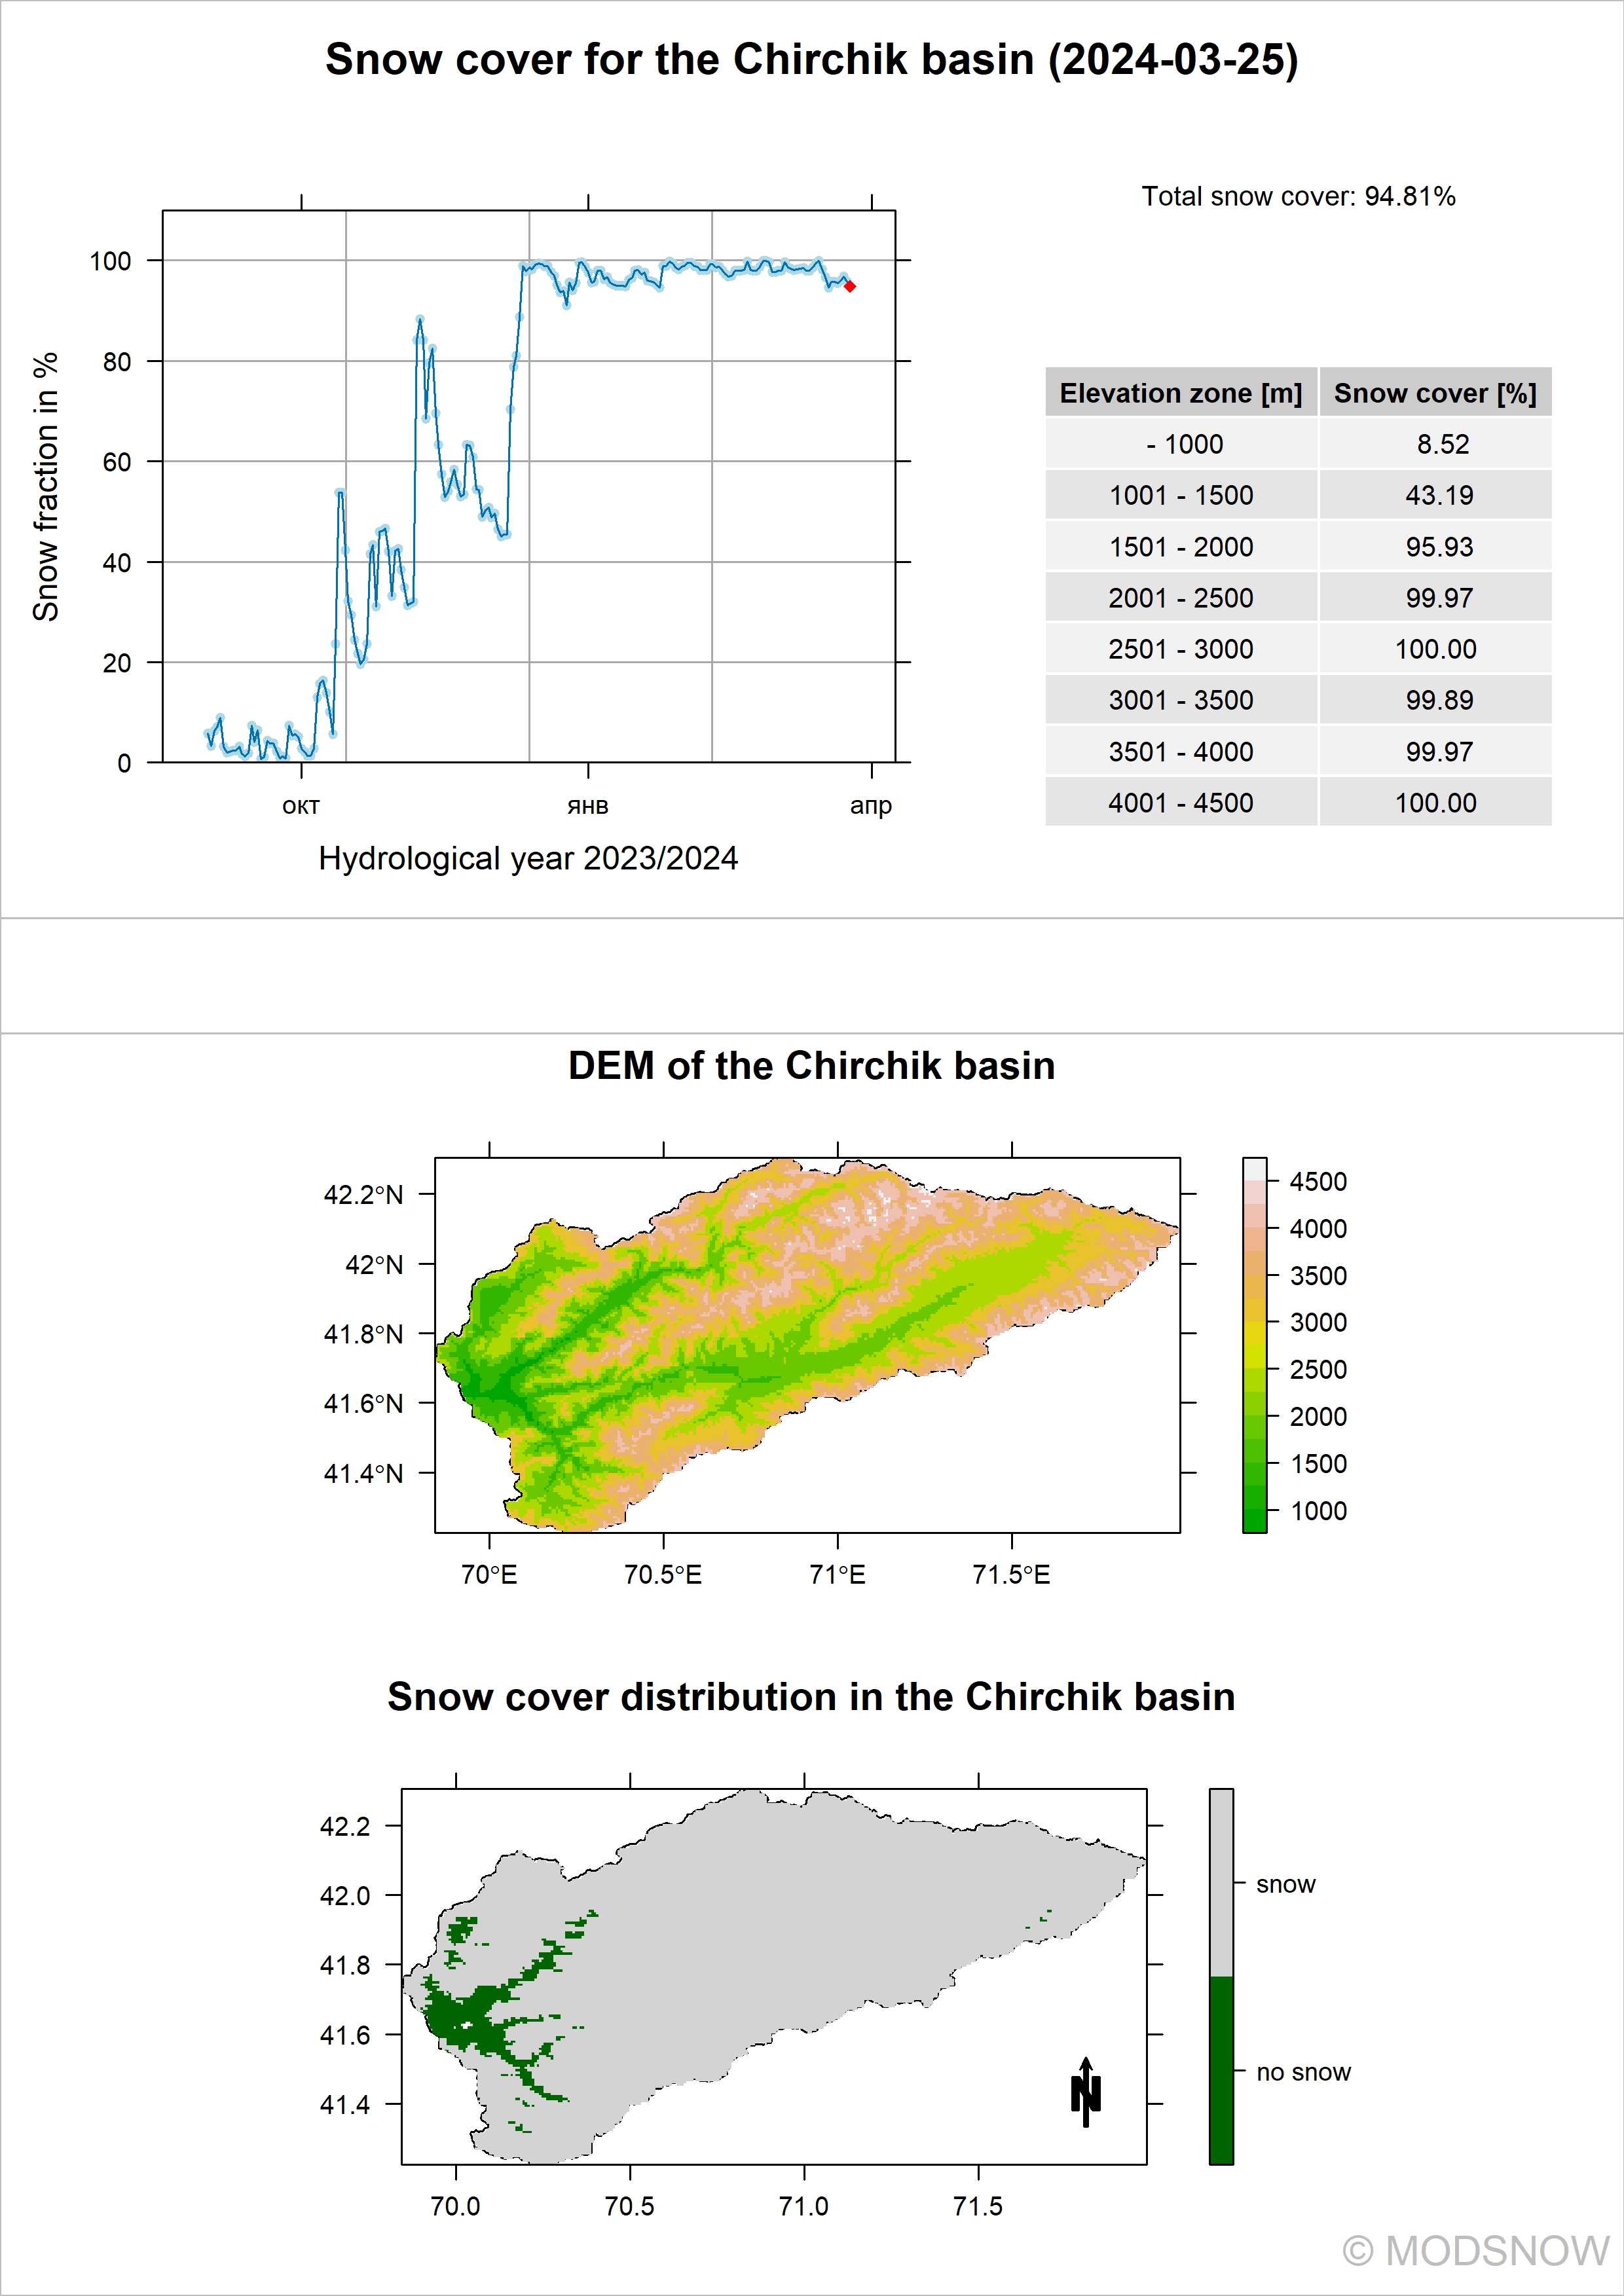 Snow cover for the Chirchik basin (2024-03-25)
Total snow cover: 94.81%
Snow fraction in %
100
80
60
40
20
0
окт янв апр
Hydrological year 2023/2024
Elevation zone [m] Snow cover [%]
- 1000 8.52
1001 - 1500 43.19
1501 - 2000 95.93
2001 - 2500 99.97
2501 - 3000 100.00
3001 - 3500 99.89
3501 - 4000 99.97
4001 - 4500 100.00
DEM of the Chirchik basin
42.2°N
42°N
41.8°N
41.6°N
41.4°N
70°E 70.5°E 71°E 71.5°E
4500
4000
3500
3000
2500
2000
1500
1000
Snow cover distribution in the Chirchik basin
42.2
42.0
41.8
41.6
41.4
70.0 70.5 71.0 71.5
N
snow
no snow
© MODSNOW